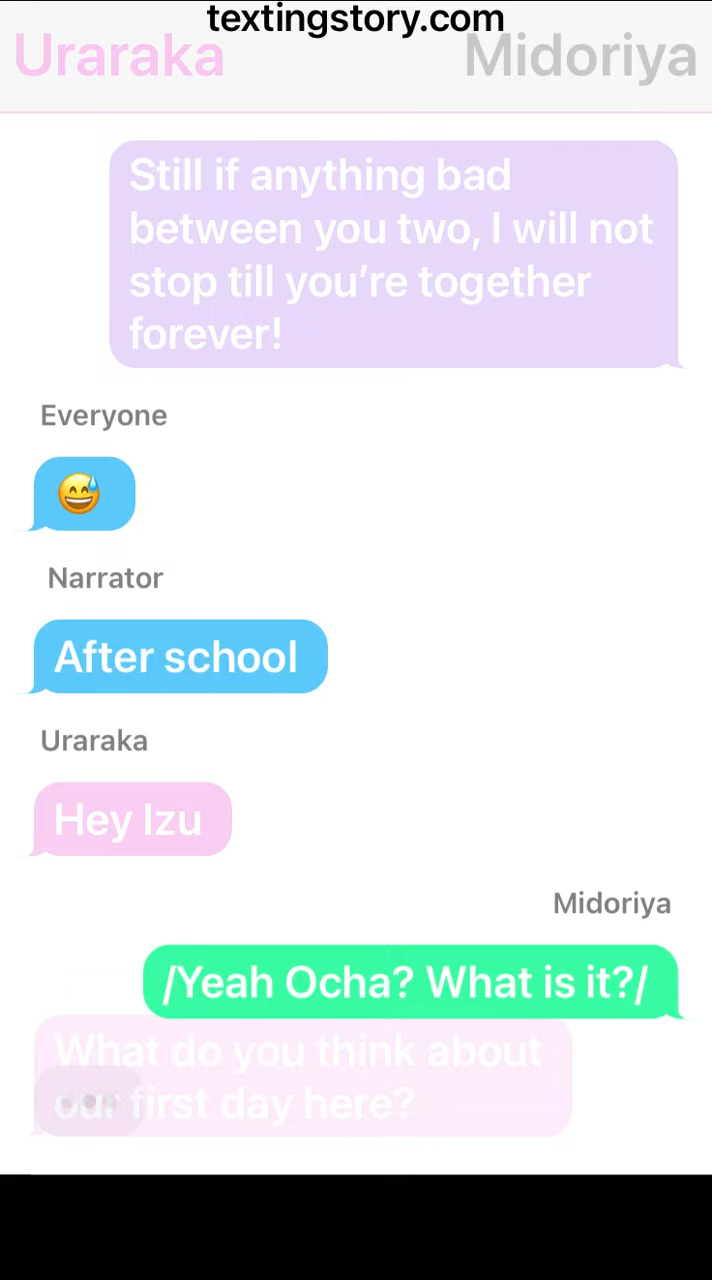 textingstory.com
Uraraka Midoriya
Still if anything bad
between you two, I will not
stop till you’re together
forever!
Everyone
😅
Narrator
After school
Uraraka
Hey Izu
Midoriya
/Yeah Ocha? What is it?/
What do you think about
our first day here?